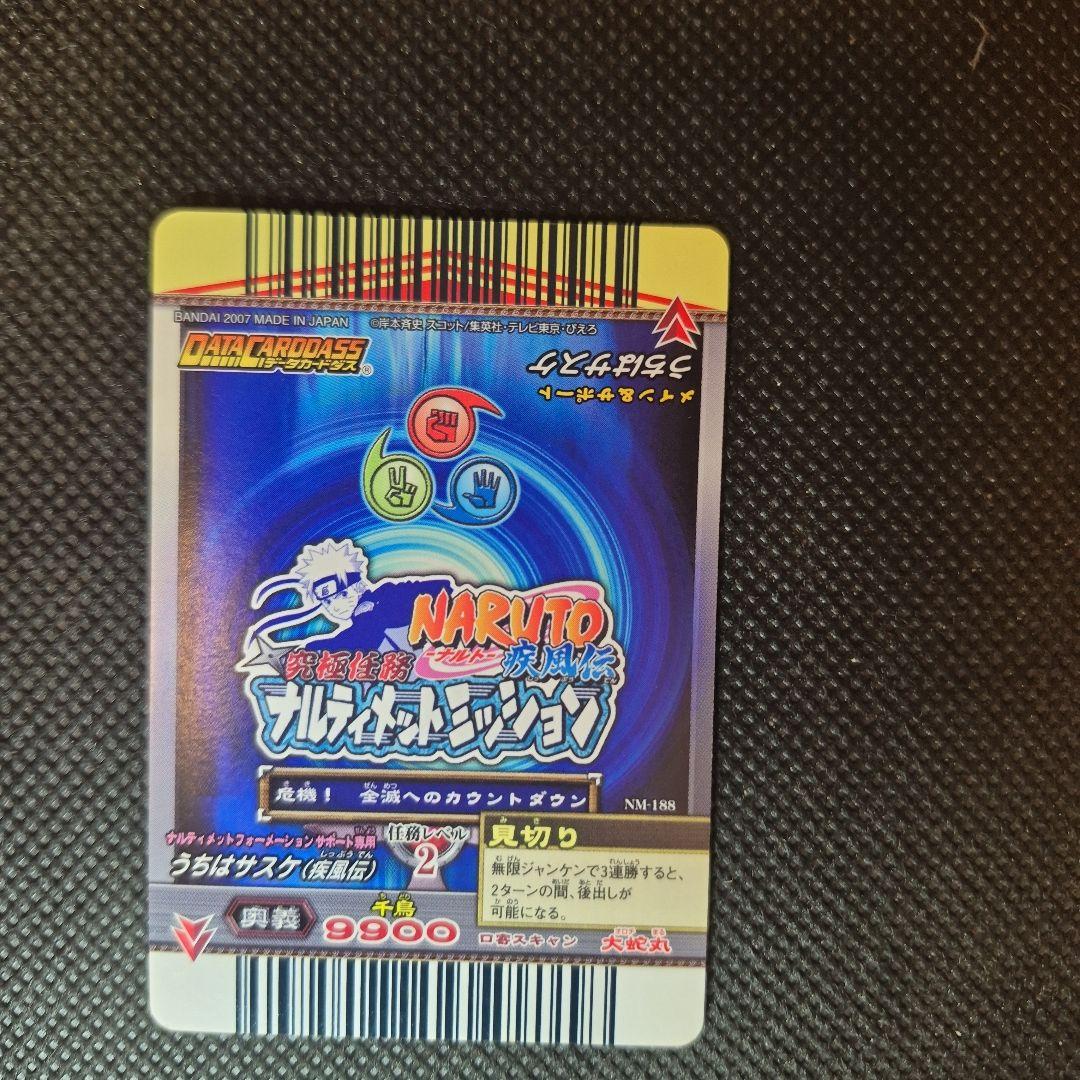 BANDAI 2007 MADE IN JAPAN ©岸本斉史 スコット/集英社・テレビ東京・ぴえろ
DATA CARDDASS
データカードダス®
うちはサスケ
メイン&サポート
NARUTO
-ナルト-
疾風伝
究極任務
ナルティメットミッション
危機! 全滅へのカウントダウン
NM-188
ナルティメットフォーメーションサポート専用
うちはサスケ(疾風伝)
任務レベル
2
見切り
無限ジャンケンで3連勝すると、
2ターンの間、後出しが
可能になる。
奥義
千鳥
9900
口寄スキャン
大蛇丸